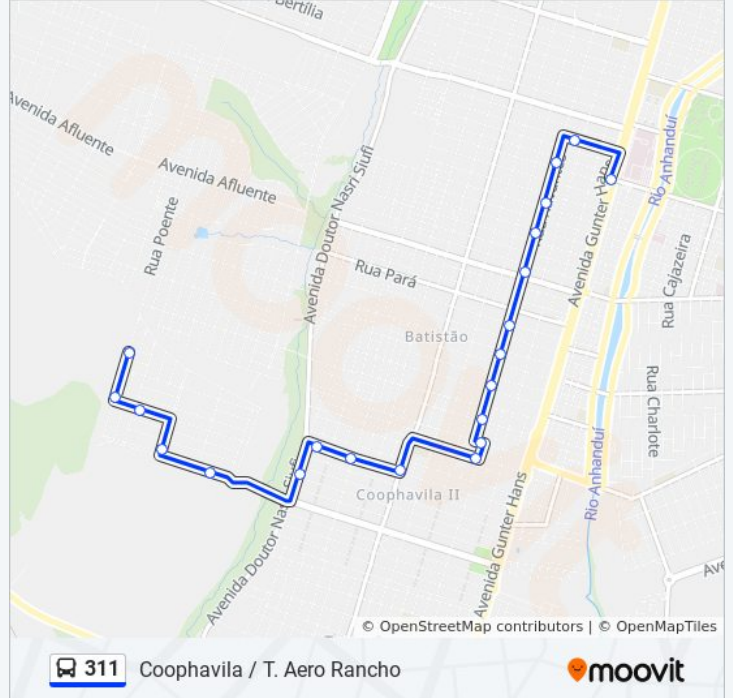 Bertília
Avenida Afluente
Avenida Afluente
Rua Poente
Avenida Doutor Nasri Siufi
Rua Pará
Avenida Gunter Hans
Rio Anhanduí
Rua Cajazeira
Batistão
Rua Charlote
Coophavila II
Rio Anhanduí
Avenida Gunter Hans
Avenida Doutor Nasri Siufi
Ave
© OpenStreetMap contributors | © OpenMapTiles
311 Coophavila / T. Aero Rancho
moovit